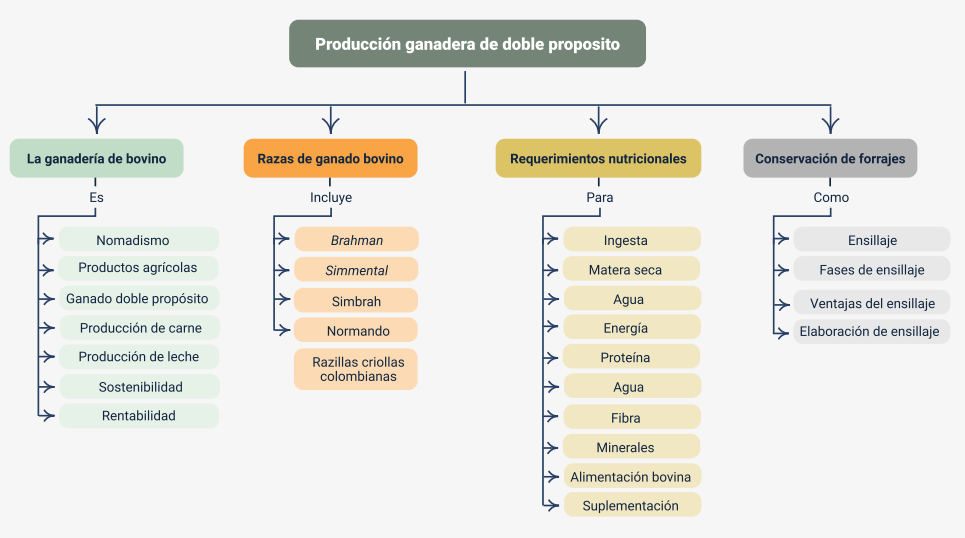 Producción ganadera de doble proposito
La ganadería de bovino
Es
Nomadismo
Productos agrícolas
Ganado doble propósito
Producción de carne
Producción de leche
Sostenibilidad
Rentabilidad
Razas de ganado bovino
Incluye
Brahman
Simmental
Simbrah
Normando
Razillas criollas
colombianas
Requerimientos nutricionales
Para
Ingesta
Matera seca
Agua
Energía
Proteína
Agua
Fibra
Minerales
Alimentación bovina
Suplementación
Conservación de forrajes
Como
Ensillaje
Fases de ensillaje
Ventajas del ensillaje
Elaboración de ensillaje